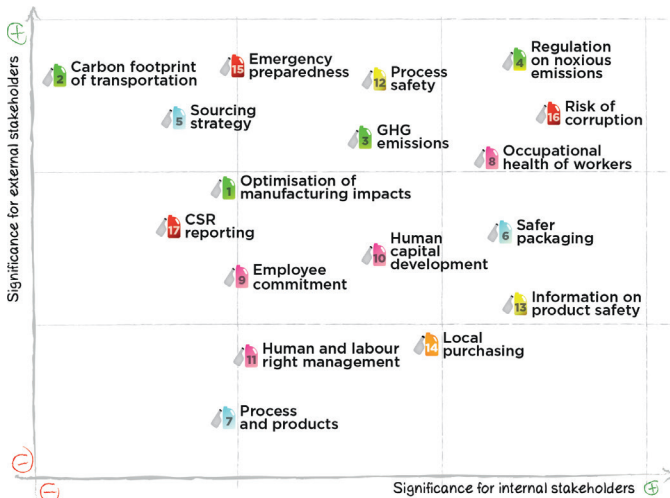 +
Significance for external stakeholders
2 Carbon footprint
of transportation
15 Emergency
preparedness
12 Process
safety
4 Regulation
on noxious
emissions
5 Sourcing
strategy
3 GHG
emissions
16 Risk of
corruption
8 Occupational
health of workers
1 Optimisation of
manufacturing impacts
17 CSR
reporting
6 Safer
packaging
10 Human
capital
development
9 Employee
commitment
13 Information on
product safety
11 Human and labour
right management
14 Local
purchasing
7 Process
and products
−
−
Significance for internal stakeholders +